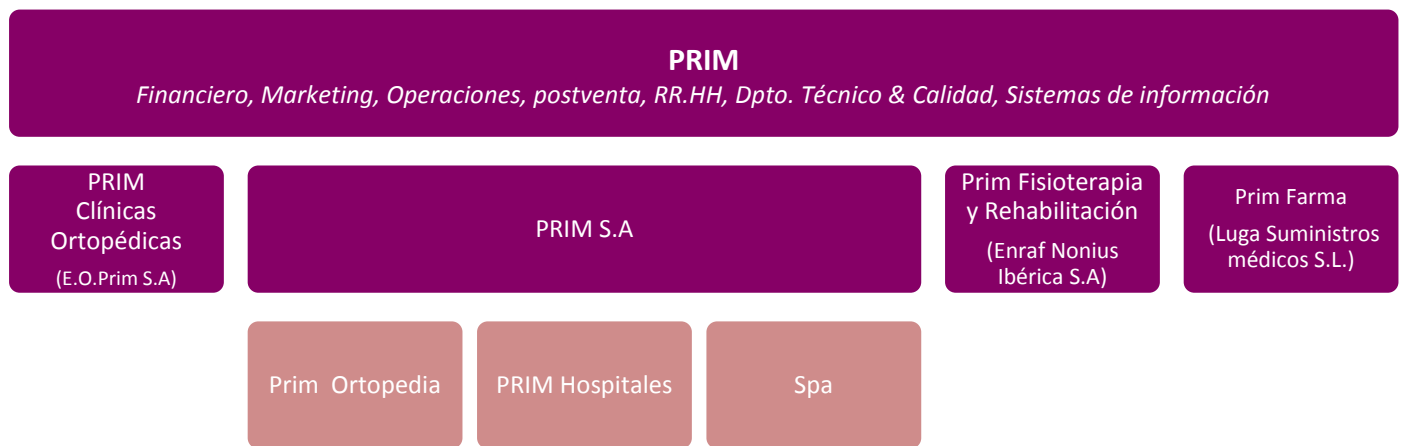 PRIM
Financiero, Marketing, Operaciones, postventa, RR.HH, Dpto. Técnico & Calidad, Sistemas de información
PRIM
Clínicas
Ortopédicas
(E.O.Prim S.A)
PRIM S.A
Prim Fisioterapia
y Rehabilitación
(Enraf Nonius
Ibérica S.A)
Prim Farma
(Luga Suministros
médicos S.L.)
Prim Ortopedia
PRIM Hospitales
Spa